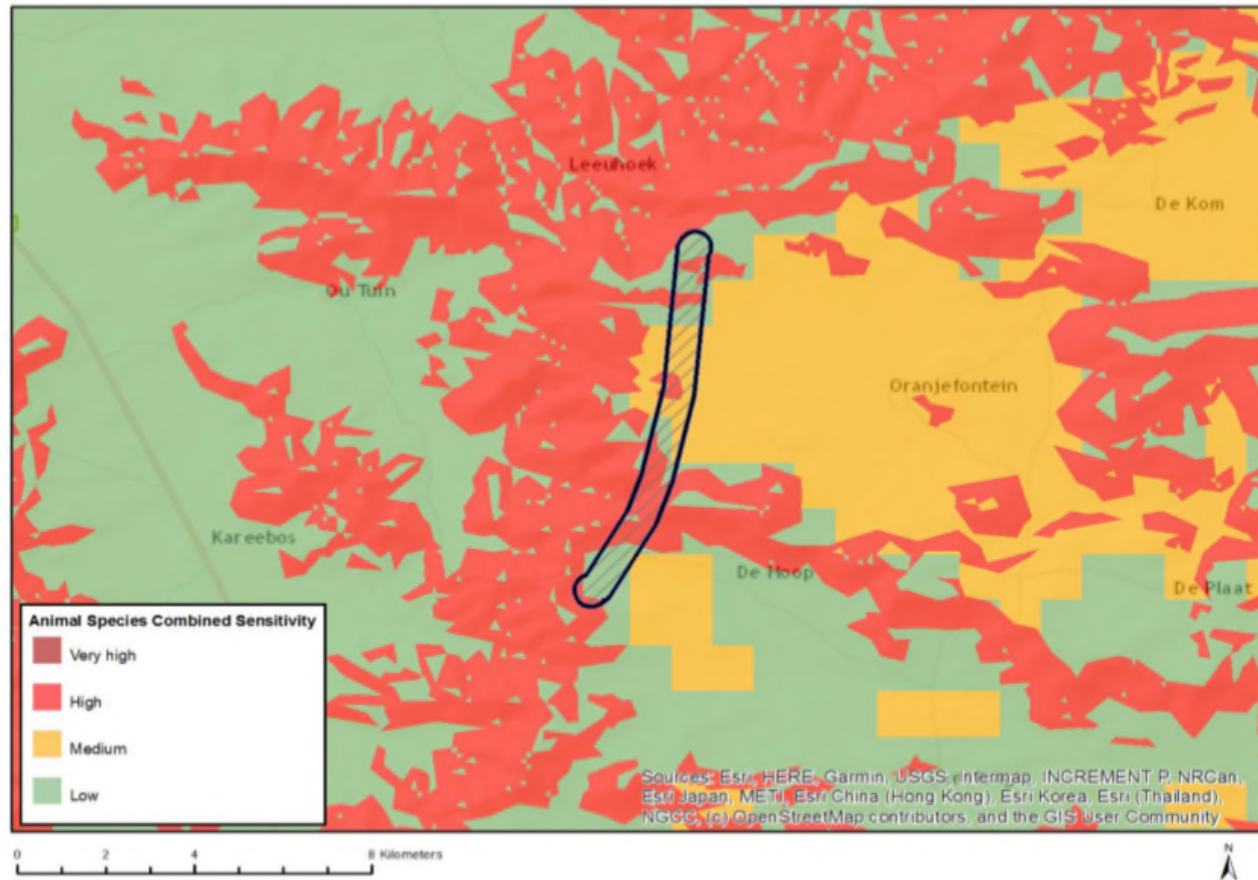 Leeuhoek
De Kom
Ou Tuin
Oranjefontein
Kareebos
De Hoop
De Plaat
Animal Species Combined Sensitivity
Very high
High
Medium
Low
Sources: Esri, HERE, Garmin, USGS, Intermap, INCREMENT P, NRCan,
Esri Japan, METI, Esri China (Hong Kong), Esri Korea, Esri (Thailand),
NGCC, (c) OpenStreetMap contributors, and the GIS User Community
0 2 4 8 Kilometers
N